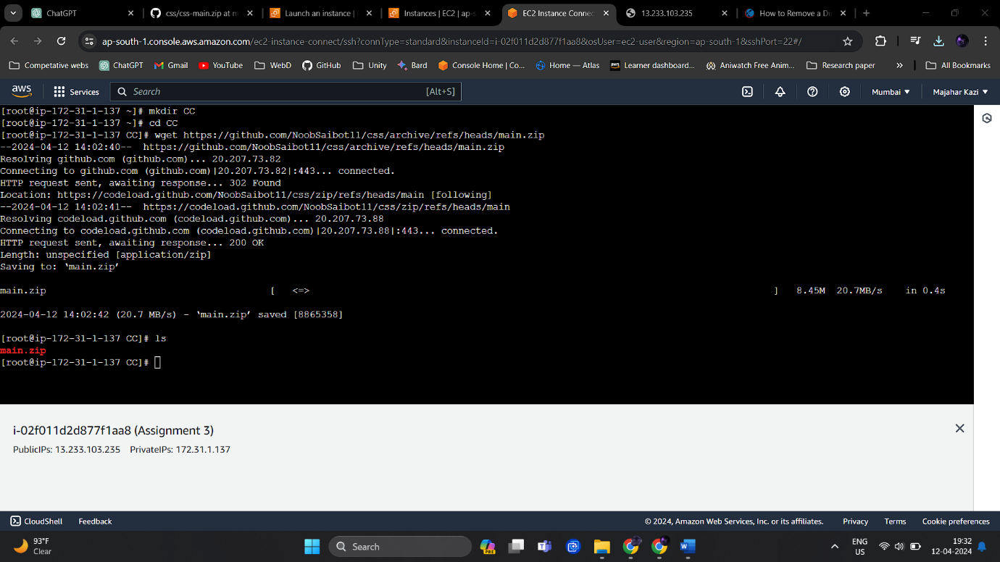 ChatGPT
css/css-main.zip at m
Launch an instance |
Instances | EC2 | ap-s
EC2 Instance Connec
13.233.103.235
How to Remove a Di
ap-south-1.console.aws.amazon.com/ec2-instance-connect/ssh?connType=standard&instanceId=i-02f011d2d877f1aa8&osUser=ec2-user&region=ap-south-1&sshPort=22#/
Competative webs
ChatGPT
Gmail
YouTube
WebD
GitHub
Unity
Bard
Console Home | Co...
Home — Atlas
aws Learner dashboard...
Aniwatch Free Anim...
Research paper
»
All Bookmarks
aws
Services
Search
[Alt+S]
Mumbai
Majahar Kazi
[root@ip-172-31-1-137 ~]# mkdir CC
[root@ip-172-31-1-137 ~]# cd CC
[root@ip-172-31-1-137 CC]# wget https://github.com/NoobSaibot11/css/archive/refs/heads/main.zip
--2024-04-12 14:02:40--  https://github.com/NoobSaibot11/css/archive/refs/heads/main.zip
Resolving github.com (github.com)... 20.207.73.82
Connecting to github.com (github.com)|20.207.73.82|:443... connected.
HTTP request sent, awaiting response... 302 Found
Location: https://codeload.github.com/NoobSaibot11/css/zip/refs/heads/main [following]
--2024-04-12 14:02:41--  https://codeload.github.com/NoobSaibot11/css/zip/refs/heads/main
Resolving codeload.github.com (codeload.github.com)... 20.207.73.88
Connecting to codeload.github.com (codeload.github.com)|20.207.73.88|:443... connected.
HTTP request sent, awaiting response... 200 OK
Length: unspecified [application/zip]
Saving to: ‘main.zip’
main.zip [ <=> ] 8.45M 20.7MB/s in 0.4s
2024-04-12 14:02:42 (20.7 MB/s) - ‘main.zip’ saved [8865358]
[root@ip-172-31-1-137 CC]# ls
main.zip
[root@ip-172-31-1-137 CC]#
i-02f011d2d877f1aa8 (Assignment 3)
PublicIPs: 13.233.103.235 PrivateIPs: 172.31.1.137
CloudShell
Feedback
© 2024, Amazon Web Services, Inc. or its affiliates.
Privacy
Terms
Cookie preferences
93°F
Clear
Search
PRE
ENG
US
19:32
12-04-2024